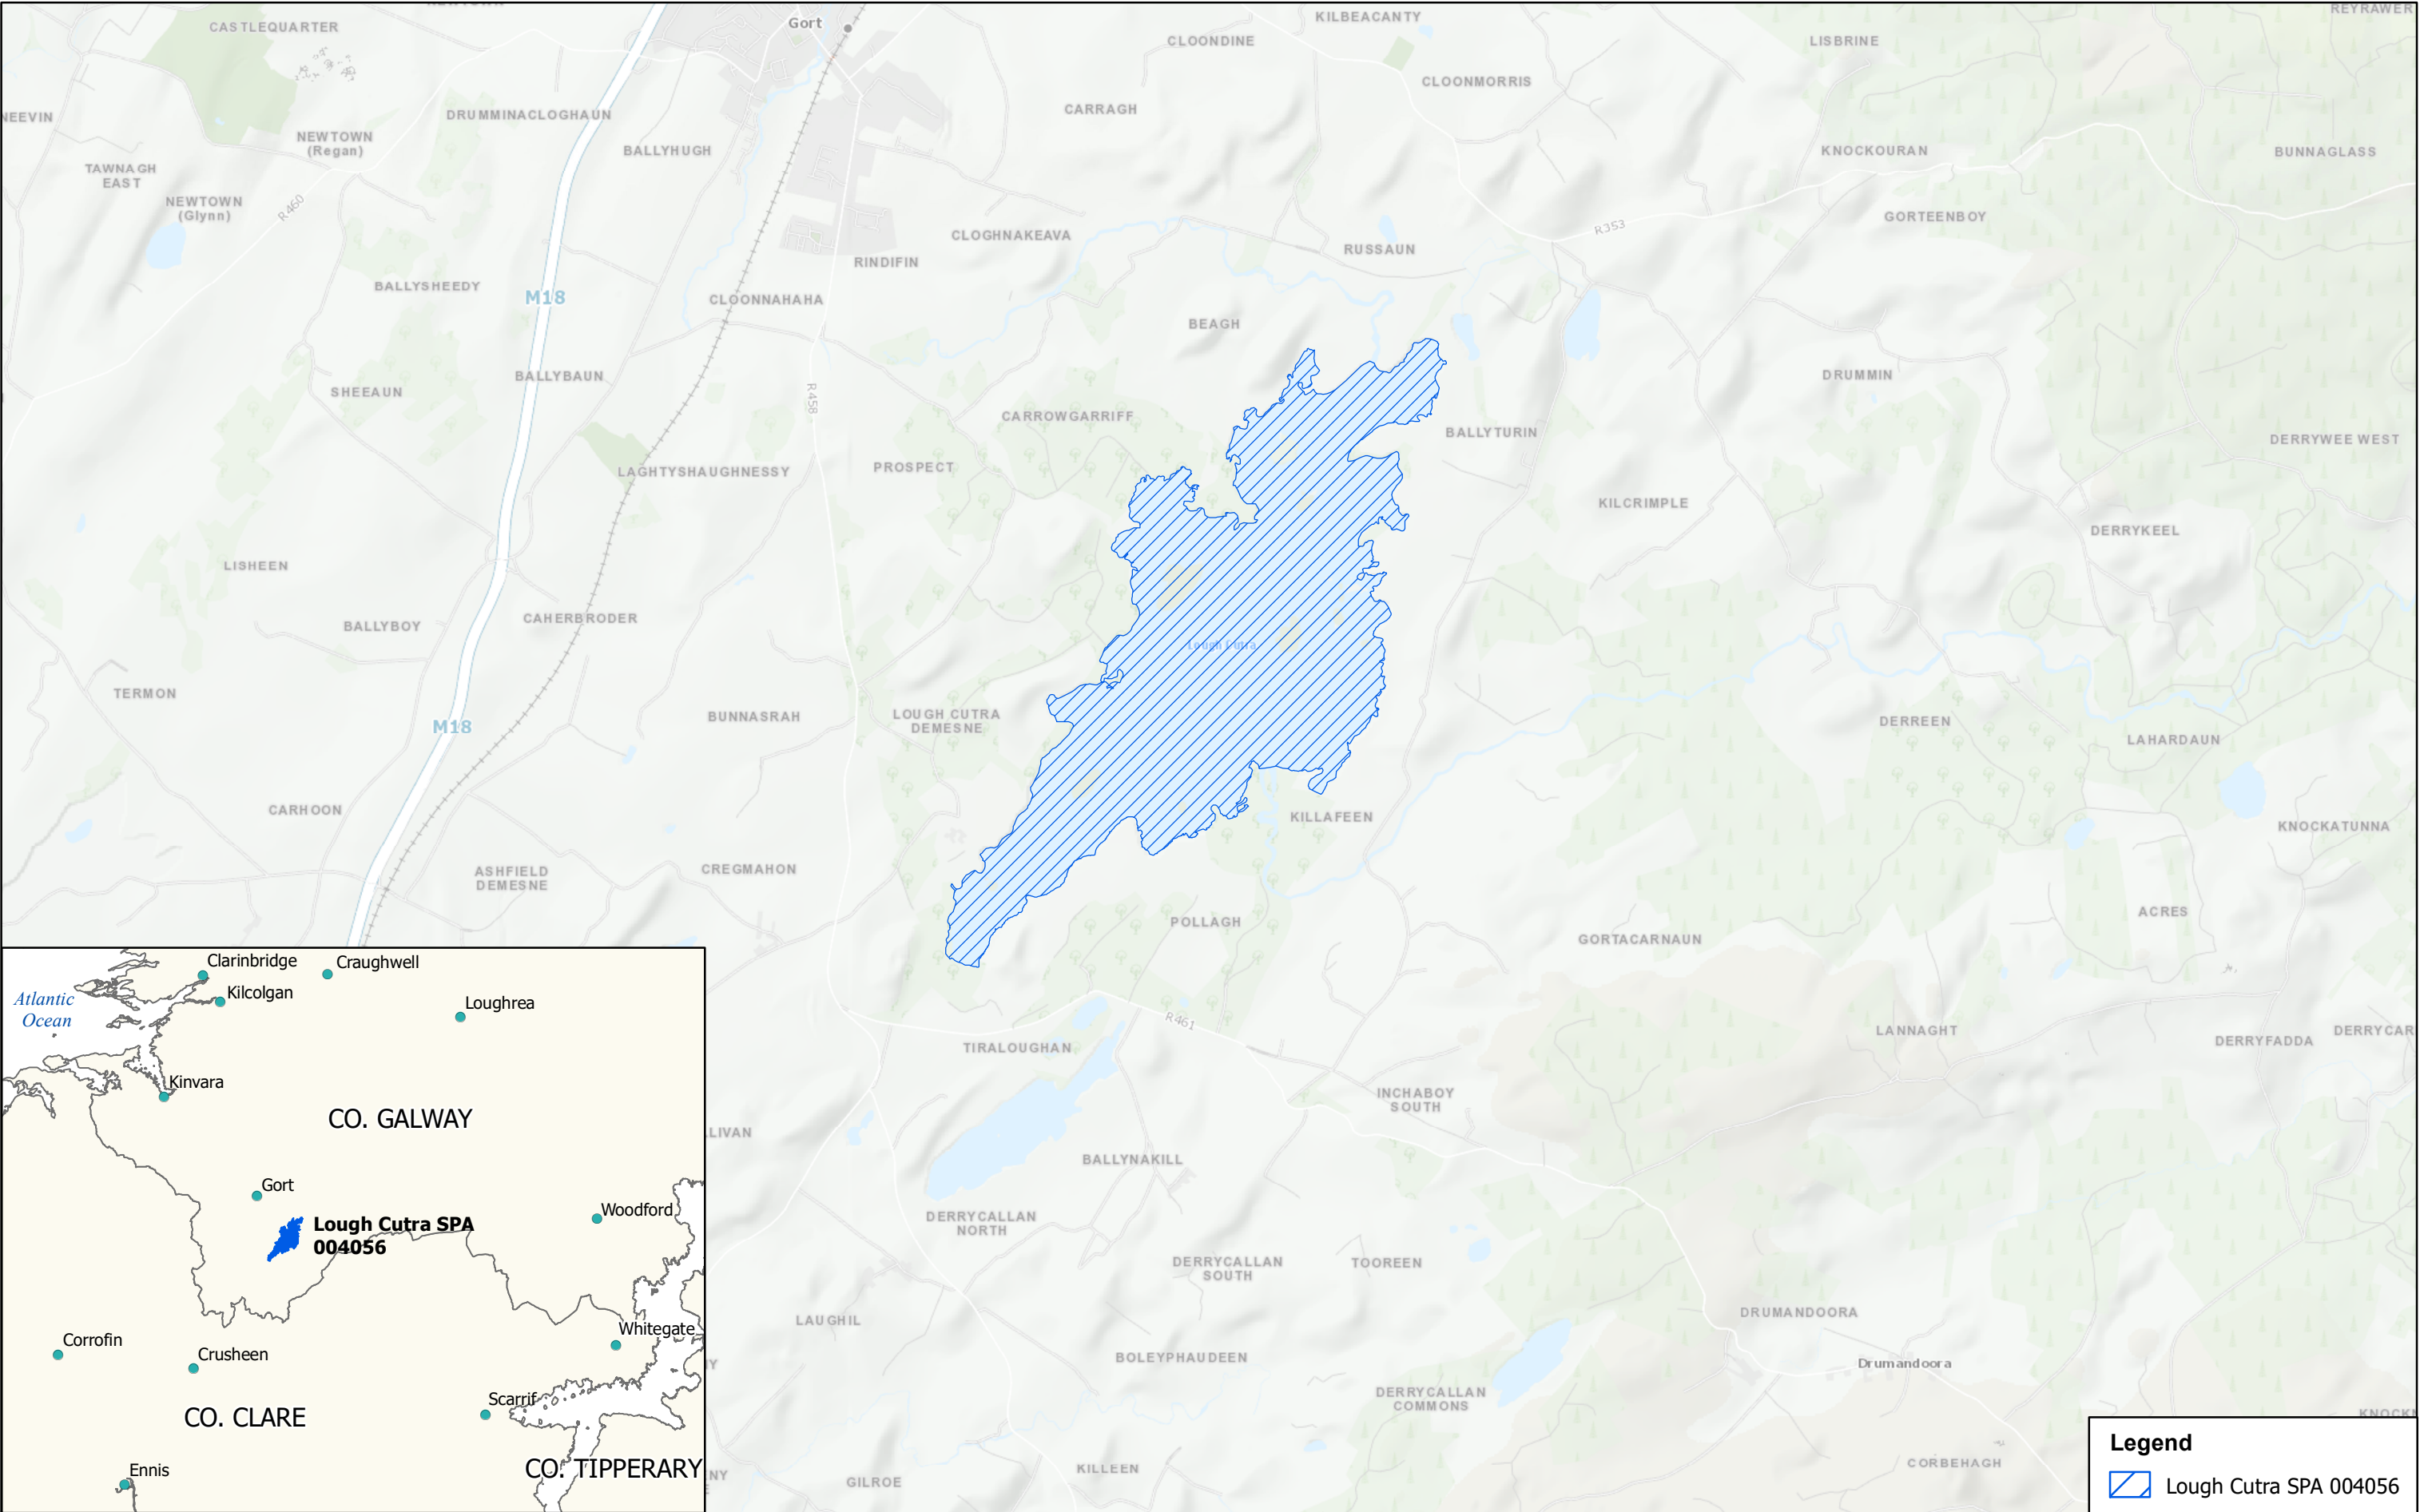 CASTLEQUARTER
Gort
KILBEACANTY
CLOONDINE
LISBRINE
REYRAWER
CLOONMORRIS
CARRAGH
NEEVIN
DRUMMINACLOGHAUN
NEWTOWN
(Regan)
BALLYHUGH
KNOCKOURAN
BUNNAGLASS
TAWNAGH
EAST
NEWTOWN
(Glynn)
R460
GORTEENBOY
R353
CLOGHNAKEAVA
RUSSAUN
RINDIFIN
BALLYSHEEDY
M18
CLOONNAHAHA
BEAGH
BALLYBAUN
DRUMMIN
SHEEAUN
R458
CARROWGARRIFF
BALLYTURIN
DERRYWEE WEST
PROSPECT
LAGHTYSHAUGHNESSY
KILCRIMPLE
DERRYKEEL
LISHEEN
CAHERBRODER
BALLYBOY
Lough Cutra
TERMON
M18
BUNNASRAH
LOUGH CUTRA
DEMESNE
DERREEN
LAHARDAUN
CARHOON
KILLAFEEN
KNOCKATUNNA
ASHFIELD
DEMESNE
CREGMAHON
POLLAGH
ACRES
GORTACARNAUN
R461
LANNAGHT
DERRYFADDA
DERRYCAR
TIRALOUGHAN
INCHABOY
SOUTH
LLIVAN
BALLYNAKILL
DERRYCALLAN
NORTH
DERRYCALLAN
SOUTH
TOOREEN
LAUGHIL
DRUMANDOORA
BOLEYPHAUDEEN
Drumandoora
DERRYCALLAN
COMMONS
KILLEEN
GILROE
CORBEHAGH
Clarinbridge
Craughwell
Atlantic
Ocean
Kilcolgan
Loughrea
Kinvara
CO. GALWAY
Gort
Woodford
Lough Cutra SPA
004056
Whitegate
Corrofin
Crusheen
Scarrif
CO. CLARE
CO. TIPPERARY
Ennis
Legend
Lough Cutra SPA 004056